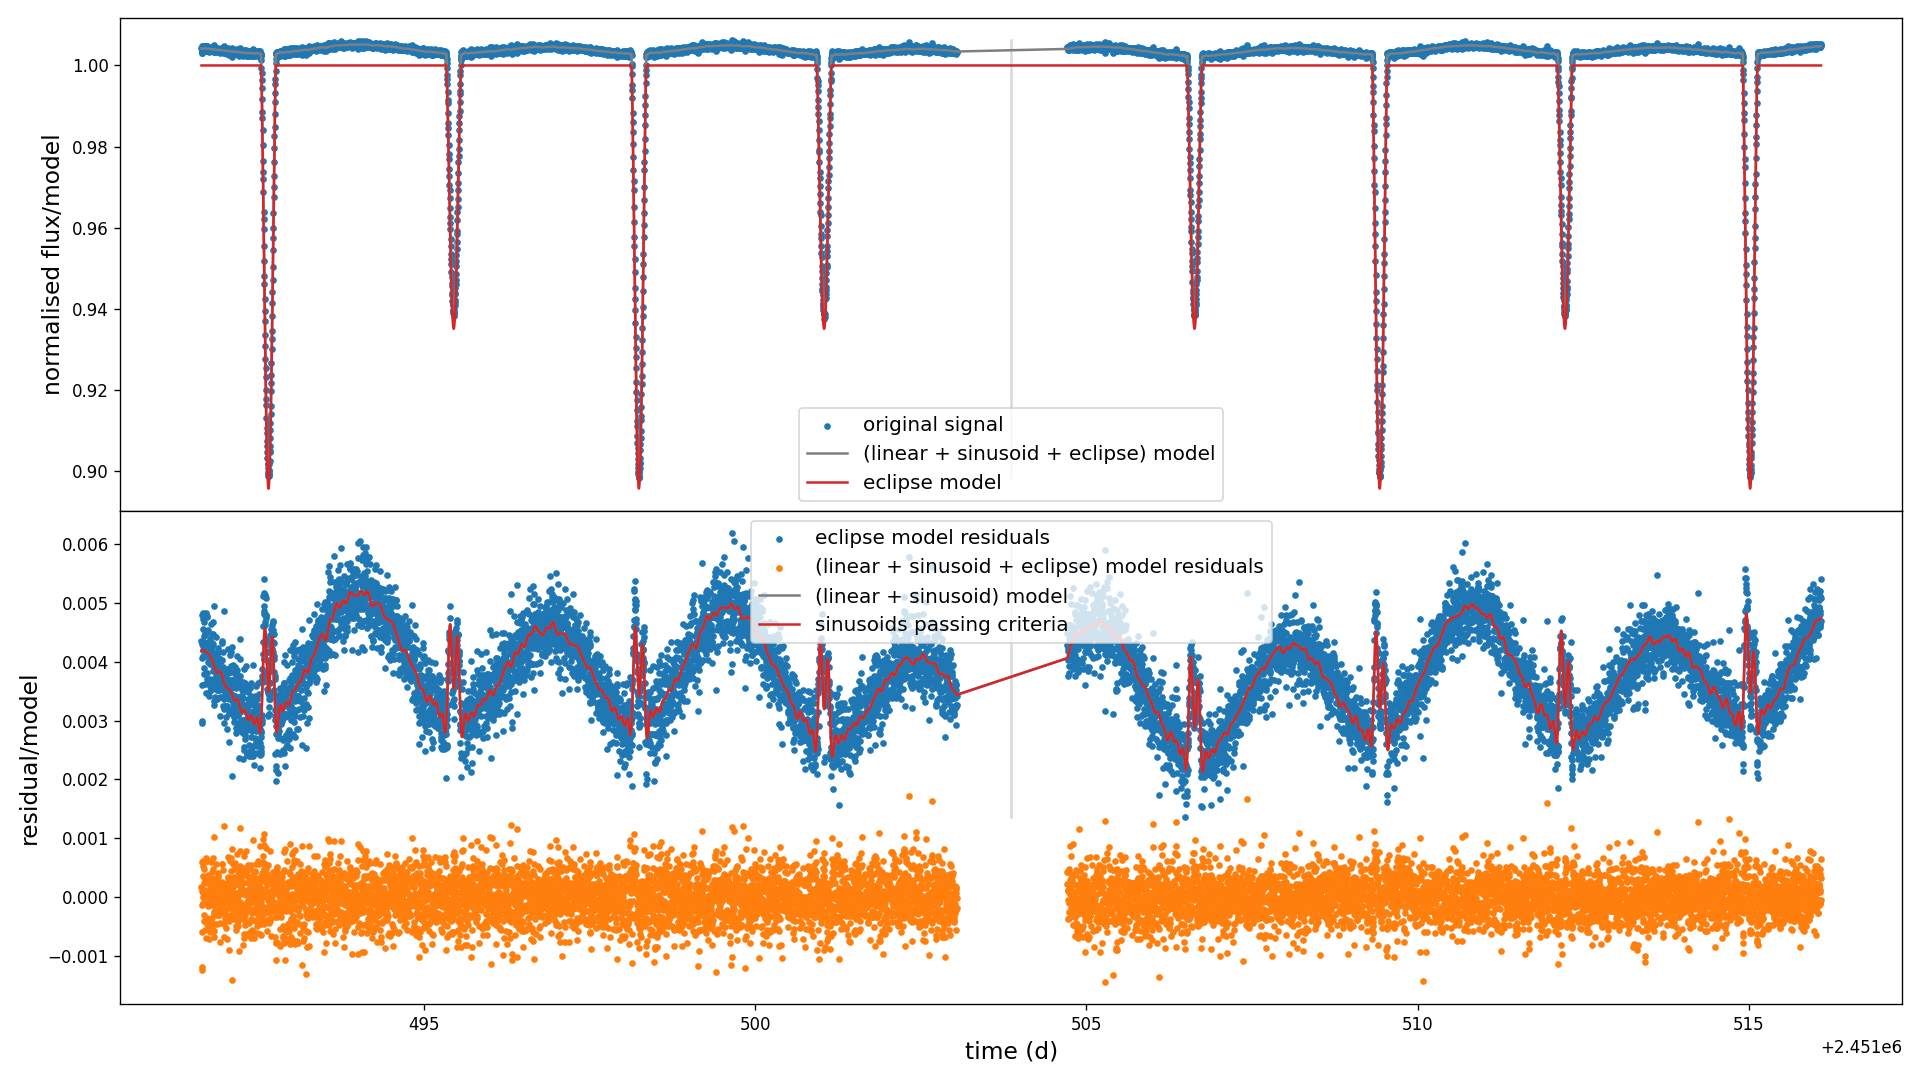 normalised flux/model
1.00
0.98
0.96
0.94
0.92
0.90
original signal
(linear + sinusoid + eclipse) model
eclipse model
residual/model
0.006
0.005
0.004
0.003
0.002
0.001
0.000
−0.001
eclipse model residuals
(linear + sinusoid + eclipse) model residuals
(linear + sinusoid) model
sinusoids passing criteria
495
500
505
510
515
time (d)
+2.451e6